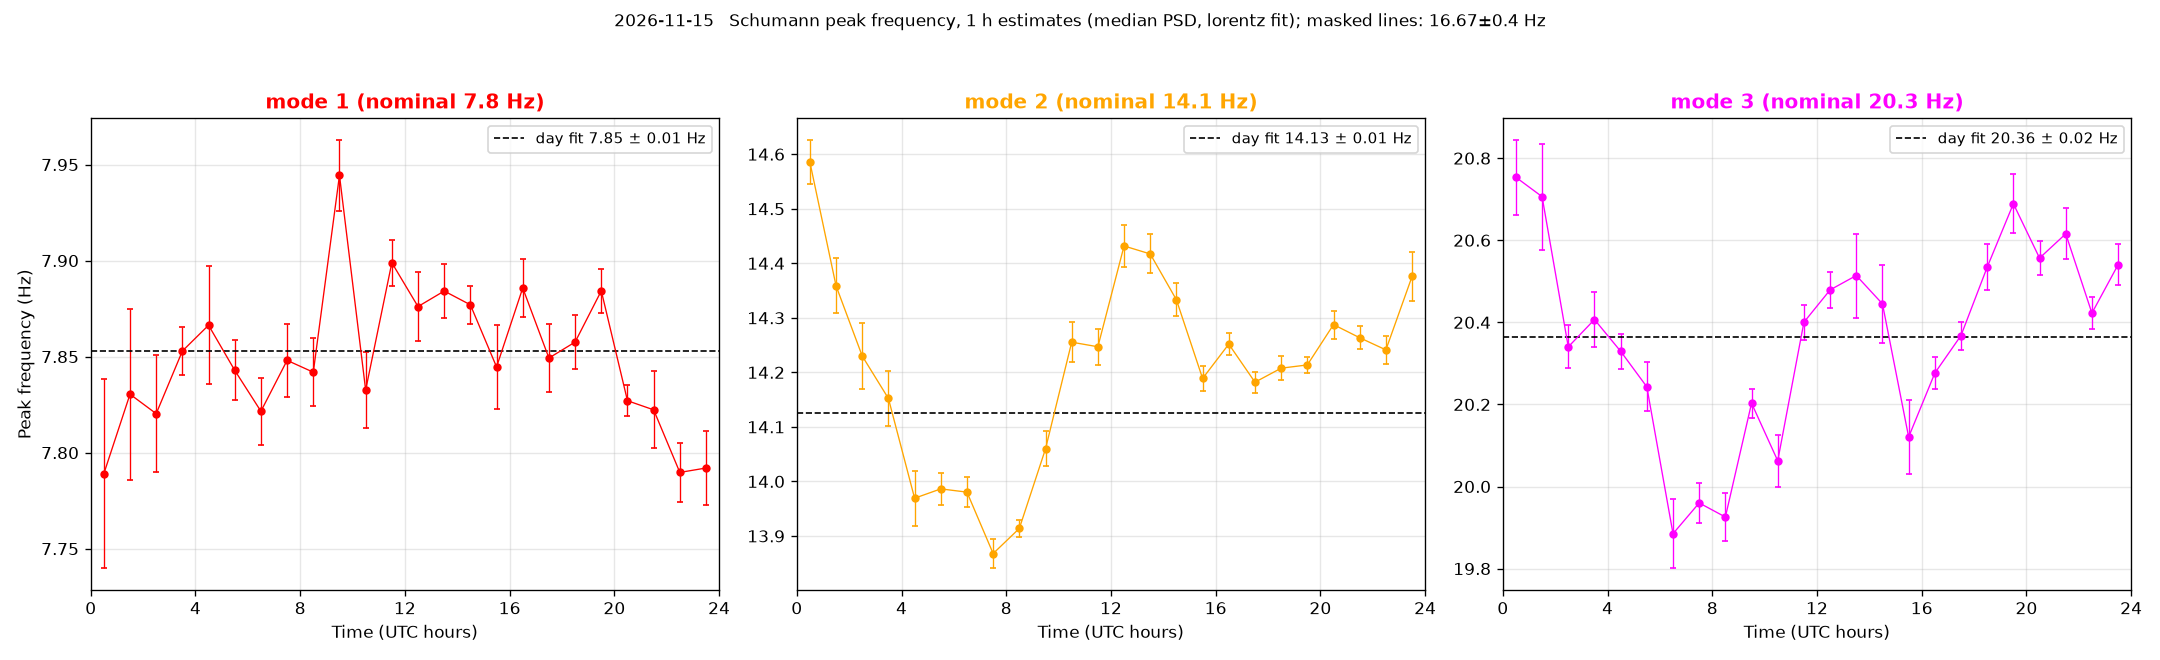 2026-11-15   Schumann peak frequency, 1 h estimates (median PSD, lorentz fit); masked lines: 16.67±0.4 Hz
mode 1 (nominal 7.8 Hz)
day fit 7.85 ± 0.01 Hz
Peak frequency (Hz)
7.95
7.90
7.85
7.80
7.75
0 4 8 12 16 20 24
Time (UTC hours)
mode 2 (nominal 14.1 Hz)
day fit 14.13 ± 0.01 Hz
14.6
14.5
14.4
14.3
14.2
14.1
14.0
13.9
0 4 8 12 16 20 24
Time (UTC hours)
mode 3 (nominal 20.3 Hz)
day fit 20.36 ± 0.02 Hz
20.8
20.6
20.4
20.2
20.0
19.8
0 4 8 12 16 20 24
Time (UTC hours)